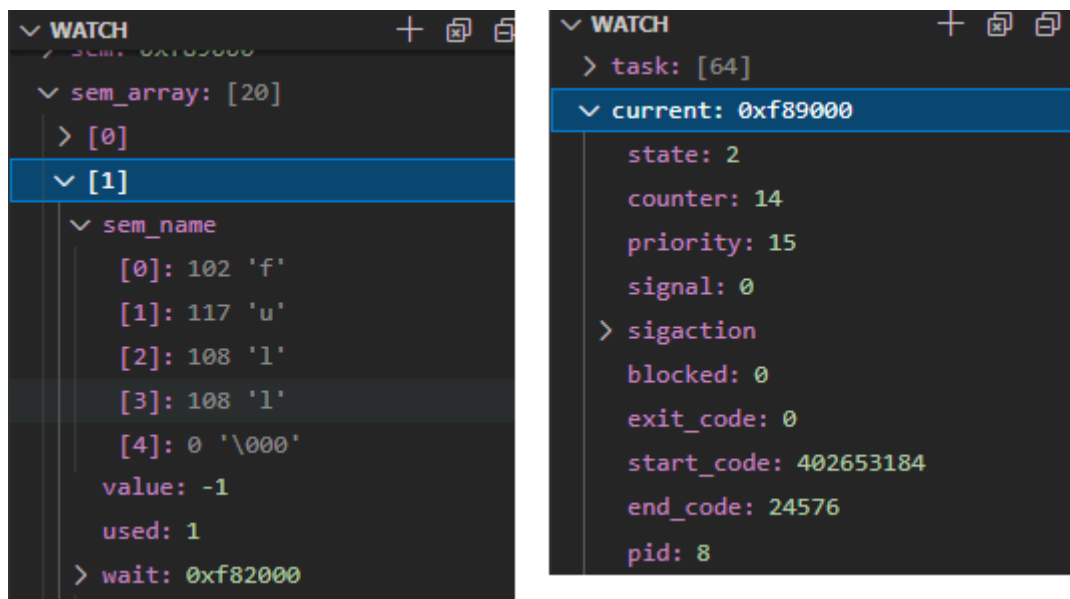 WATCH
sem: 0xf89000
sem_array: [20]
[0]
[1]
sem_name
[0]: 102 'f'
[1]: 117 'u'
[2]: 108 'l'
[3]: 108 'l'
[4]: 0 '\000'
value: -1
used: 1
wait: 0xf82000
WATCH
task: [64]
current: 0xf89000
state: 2
counter: 14
priority: 15
signal: 0
sigaction
blocked: 0
exit_code: 0
start_code: 402653184
end_code: 24576
pid: 8